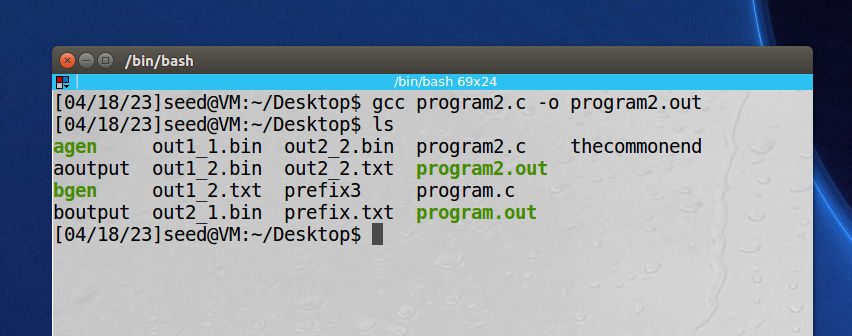 /bin/bash
/bin/bash 69x24
[04/18/23]seed@VM:~/Desktop$ gcc program2.c -o program2.out
[04/18/23]seed@VM:~/Desktop$ ls
agen     out1_1.bin  out2_2.bin  program2.c    thecommonend
aoutput  out1_2.bin  out2_2.txt  program2.out
bgen     out1_2.txt  prefix3     program.c
boutput  out2_1.bin  prefix.txt  program.out
[04/18/23]seed@VM:~/Desktop$